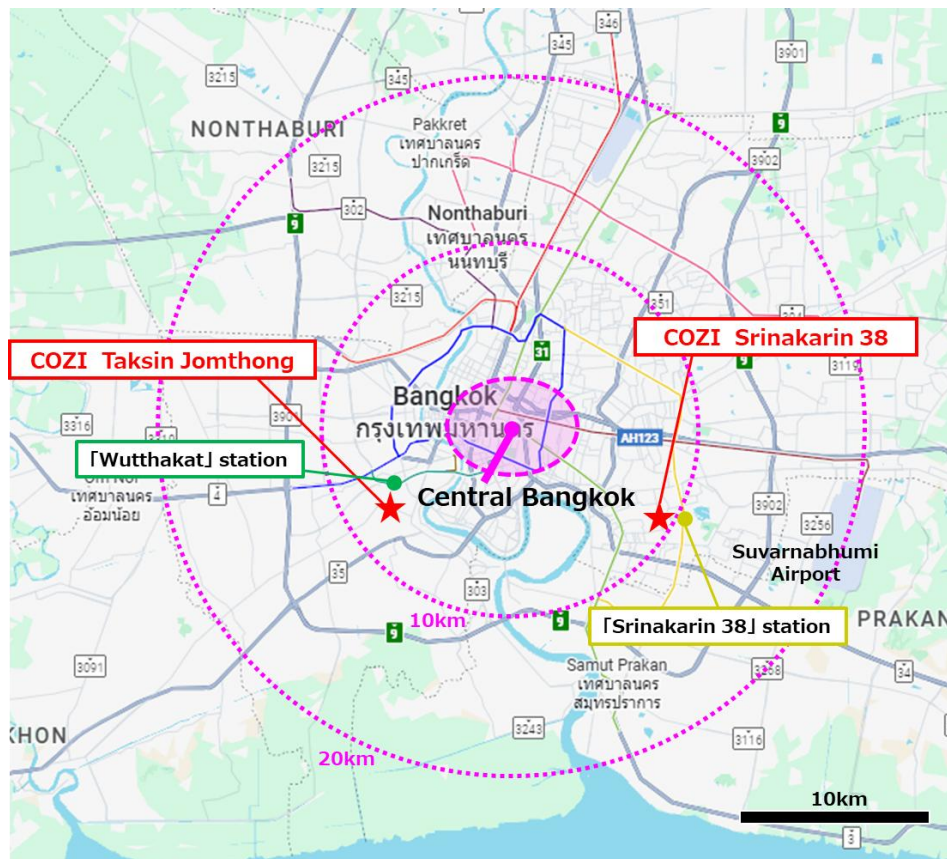 346
345
3901
3215
345
9
NONTHABURI
Pakkret
เทศบาลนคร
ปากเกร็ด
3215
3902
302
9
Nonthaburi
เทศบาลนคร
นนทบุรี
3215
351
304
COZI Taksin Jomthong
COZI Srinakarin 38
31
9
3119
Bangkok
กรุงเทพมหานคร
3901
3316
AH123
「Wutthakat」 station
เทศบาลนคร
อ้อมน้อย
4
Central Bangkok
3902
3256
Suvarnabhumi
Airport
35
303
10km
9
9
「Srinakarin 38」 station
PRAKAN
3091
Samut Prakan
เทศบาลนคร
สมุทรปราการ
3268
34
KHON
3243
3116
20km
10km
3